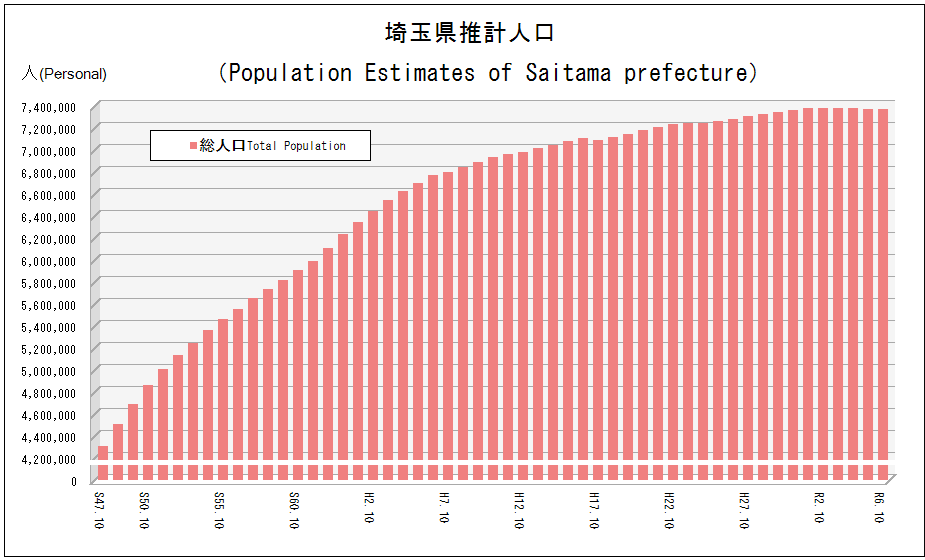 埼玉県推計人口
(Population Estimates of Saitama prefecture)
人(Personal)
総人口Total Population
7,400,000
7,200,000
7,000,000
6,800,000
6,600,000
6,400,000
6,200,000
6,000,000
5,800,000
5,600,000
5,400,000
5,200,000
5,000,000
4,800,000
4,600,000
4,400,000
4,200,000
0
S47.10
S50.10
S55.10
S60.10
H2.10
H7.10
H12.10
H17.10
H22.10
H27.10
R2.10
R6.10